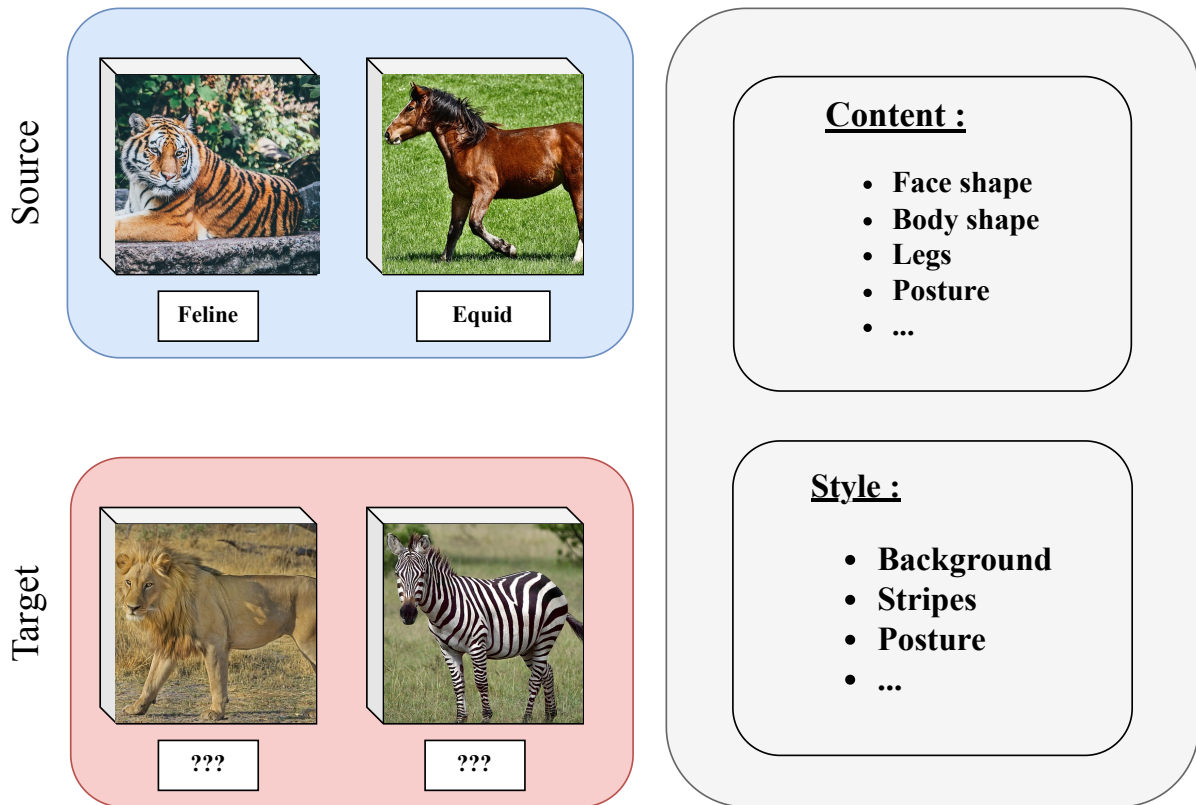 Source
Feline
Equid
Target
???
???
Content :
Face shape
Body shape
Legs
Posture
...
Style :
Background
Stripes
Posture
...